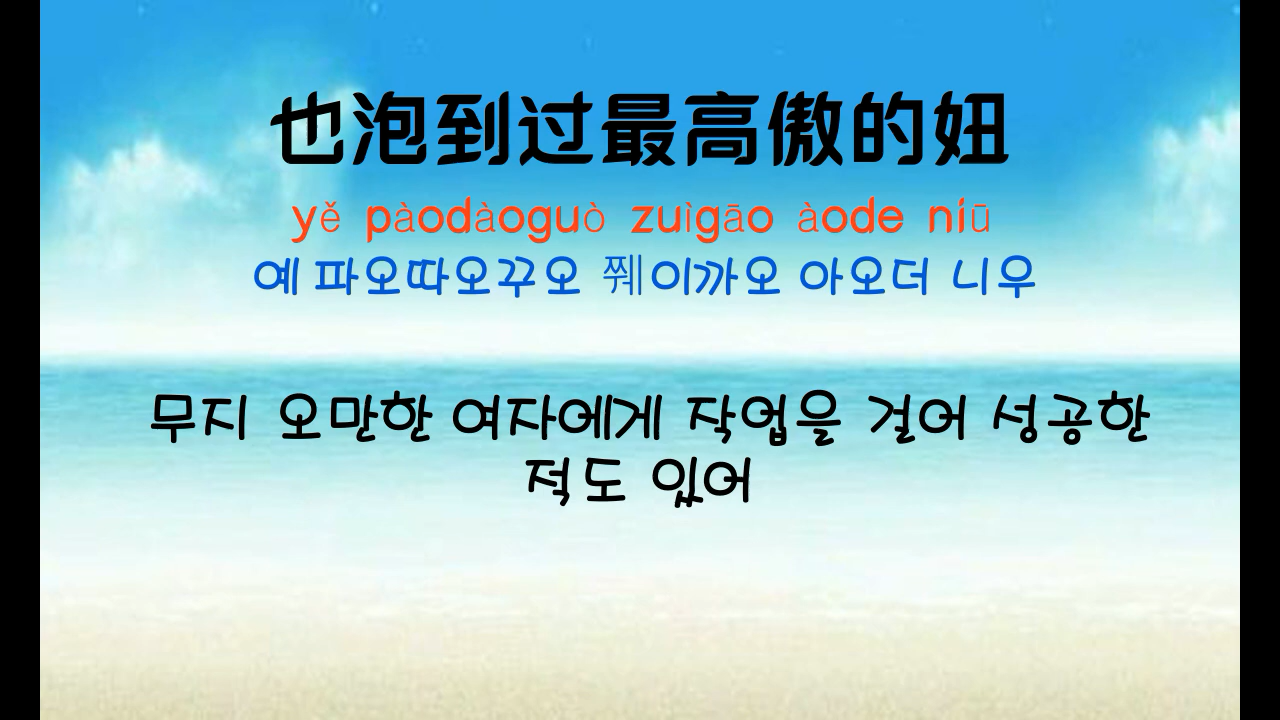 也泡到过最高傲的妞
yě pàodàoguò zuìgāo àode niū
예 파오따오꾸오 쮀이까오 아오더 니우
무지 오만한 여자에게 작업을 걸어 성공한
적도 있어